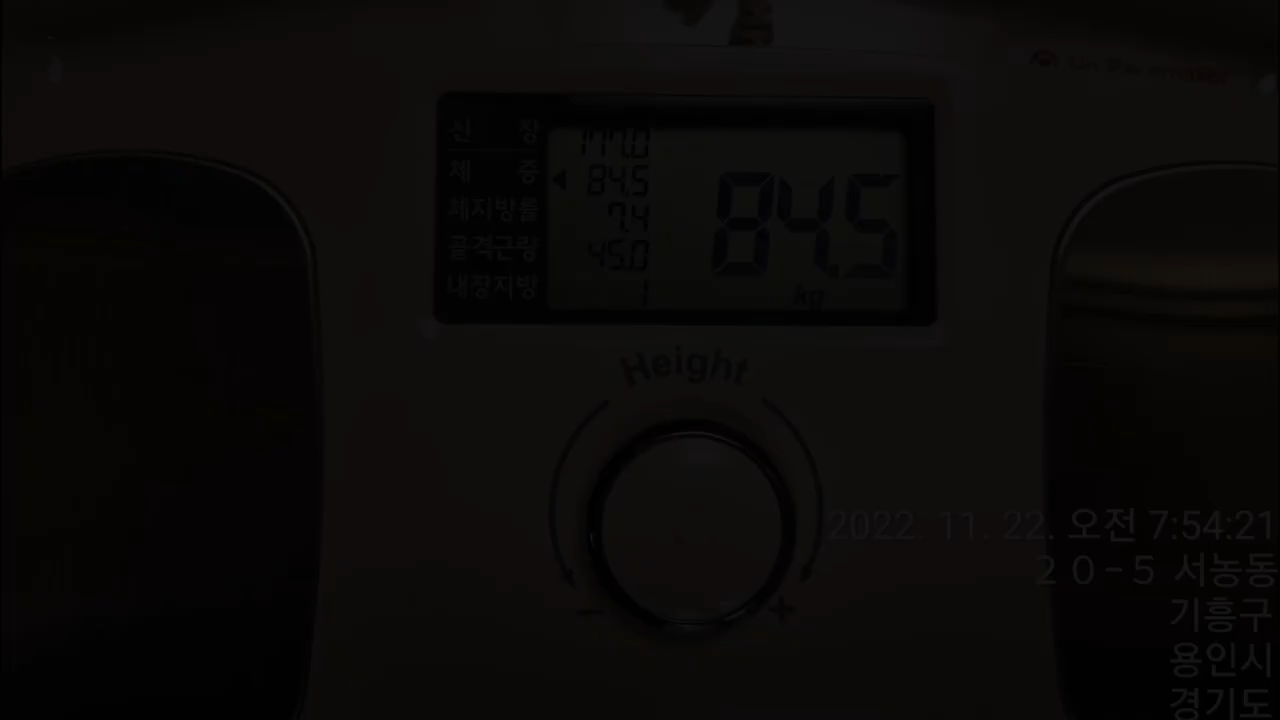 신 장 177.0
체 중 ◀ 84.5
체지방률 7.4
골격근량 45.0
내장지방 1
84.5
kg
Height
- +
2022. 11. 22. 오전 7:54:21
20-5 서농동
기흥구
용인시
경기도